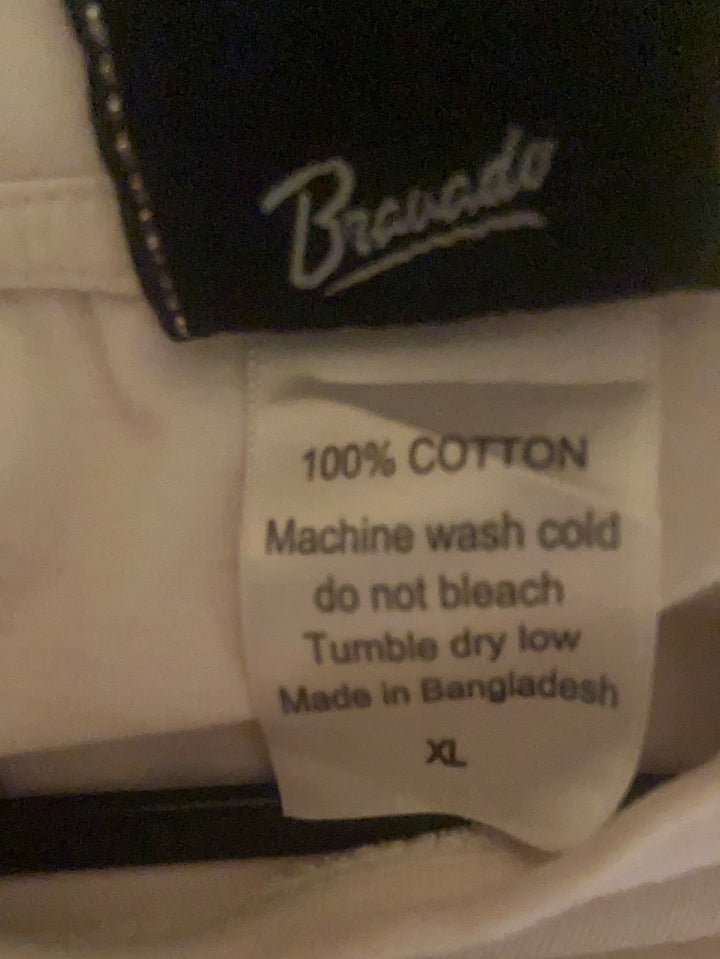 Bravado
100% COTTON
Machine wash cold
do not bleach
Tumble dry low
Made in Bangladesh
XL